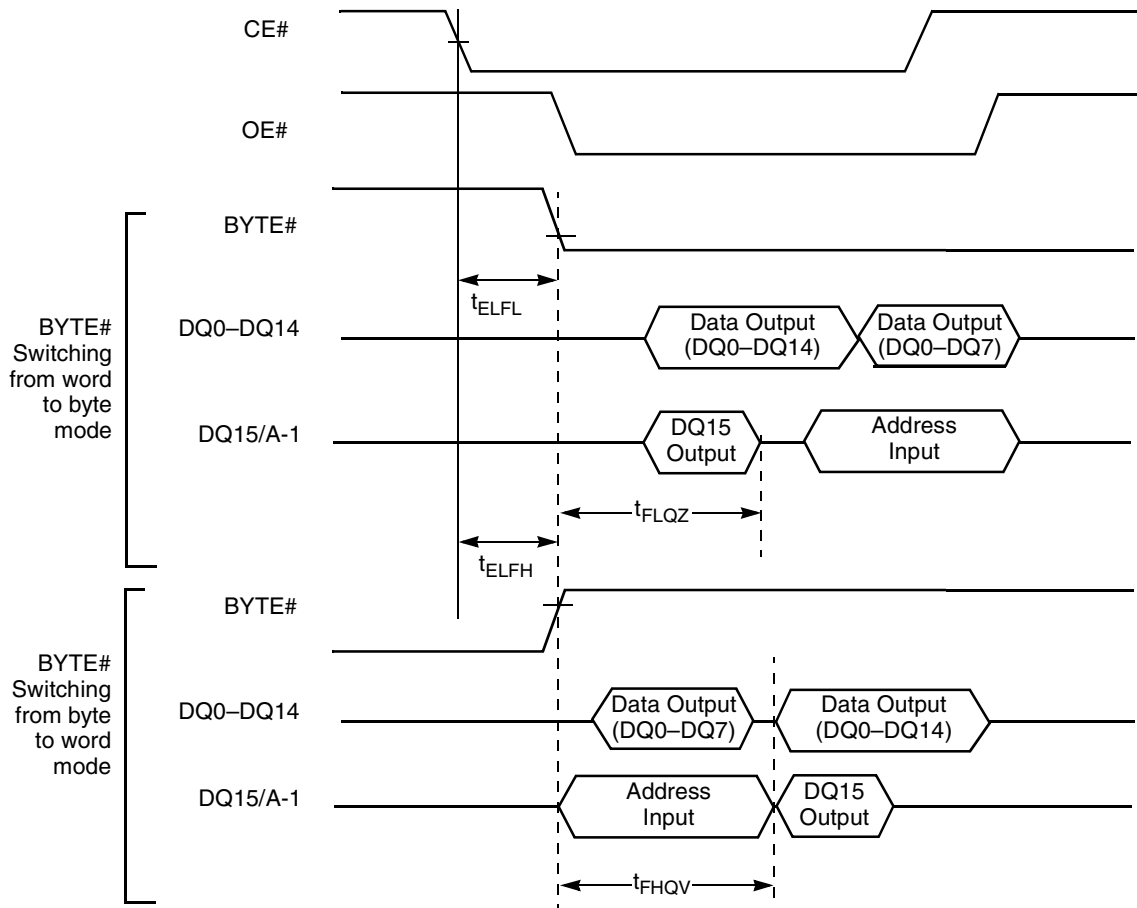 CE#
OE#
BYTE#
tELFL
BYTE#
Switching
from word
to byte
mode
DQ0–DQ14
Data Output
(DQ0–DQ14)
Data Output
(DQ0–DQ7)
DQ15/A-1
DQ15
Output
Address
Input
tFLQZ
tELFH
BYTE#
BYTE#
Switching
from byte
to word
mode
DQ0–DQ14
Data Output
(DQ0–DQ7)
Data Output
(DQ0–DQ14)
DQ15/A-1
Address
Input
DQ15
Output
tFHQV